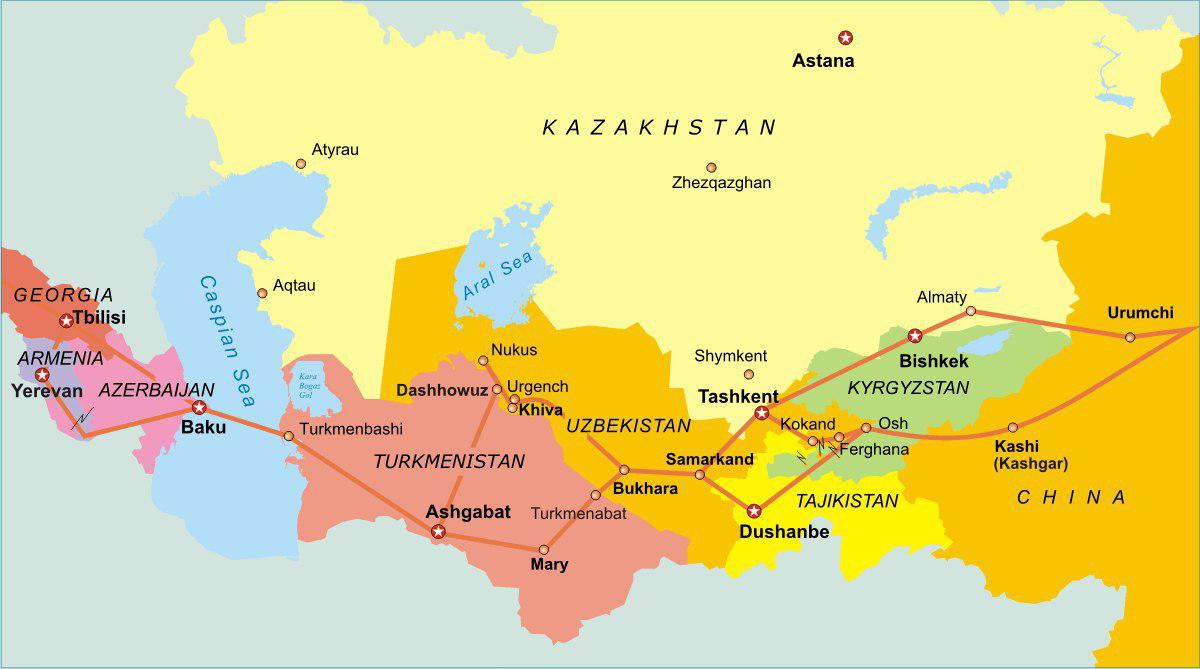 Astana
KAZAKHSTAN
Atyrau
Zhezqazghan
Aral Sea
Caspian Sea
Aqtau
GEORGIA
Tbilisi
Almaty
Urumchi
ARMENIA
Nukus
Shymkent
Bishkek
Yerevan
AZERBAIJAN
Kara
Bogaz
Gol
Dashhowuz
Urgench
KYRGYZSTAN
Khiva
Tashkent
Baku
Turkmenbashi
UZBEKISTAN
Kokand
Osh
Ferghana
Kashi
(Kashgar)
TURKMENISTAN
Samarkand
Bukhara
CHINA
Ashgabat
Turkmenabat
TAJIKISTAN
Dushanbe
Mary